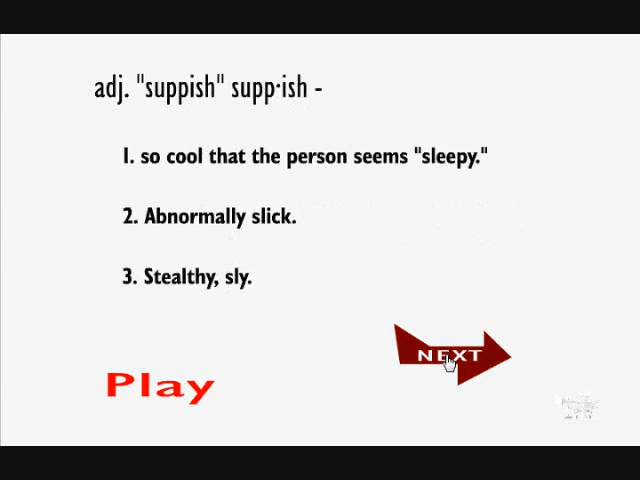 adj. "suppish" supp·ish -
1. so cool that the person seems "sleepy."
2. Abnormally slick.
3. Stealthy, sly.
NEXT
Play